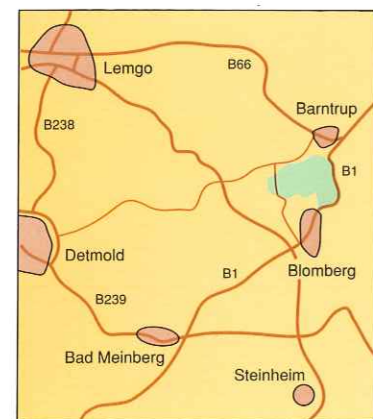 Lemgo
B66
Barntrup
B238
B1
Detmold
B1
Blomberg
B239
Bad Meinberg
Steinheim